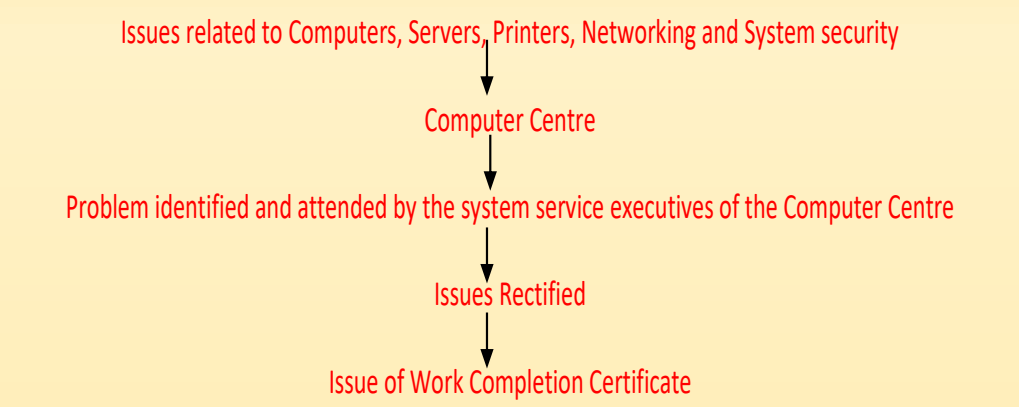 Issues related to Computers, Servers, Printers, Networking and System security
Computer Centre
Problem identified and attended by the system service executives of the Computer Centre
Issues Rectified
Issue of Work Completion Certificate